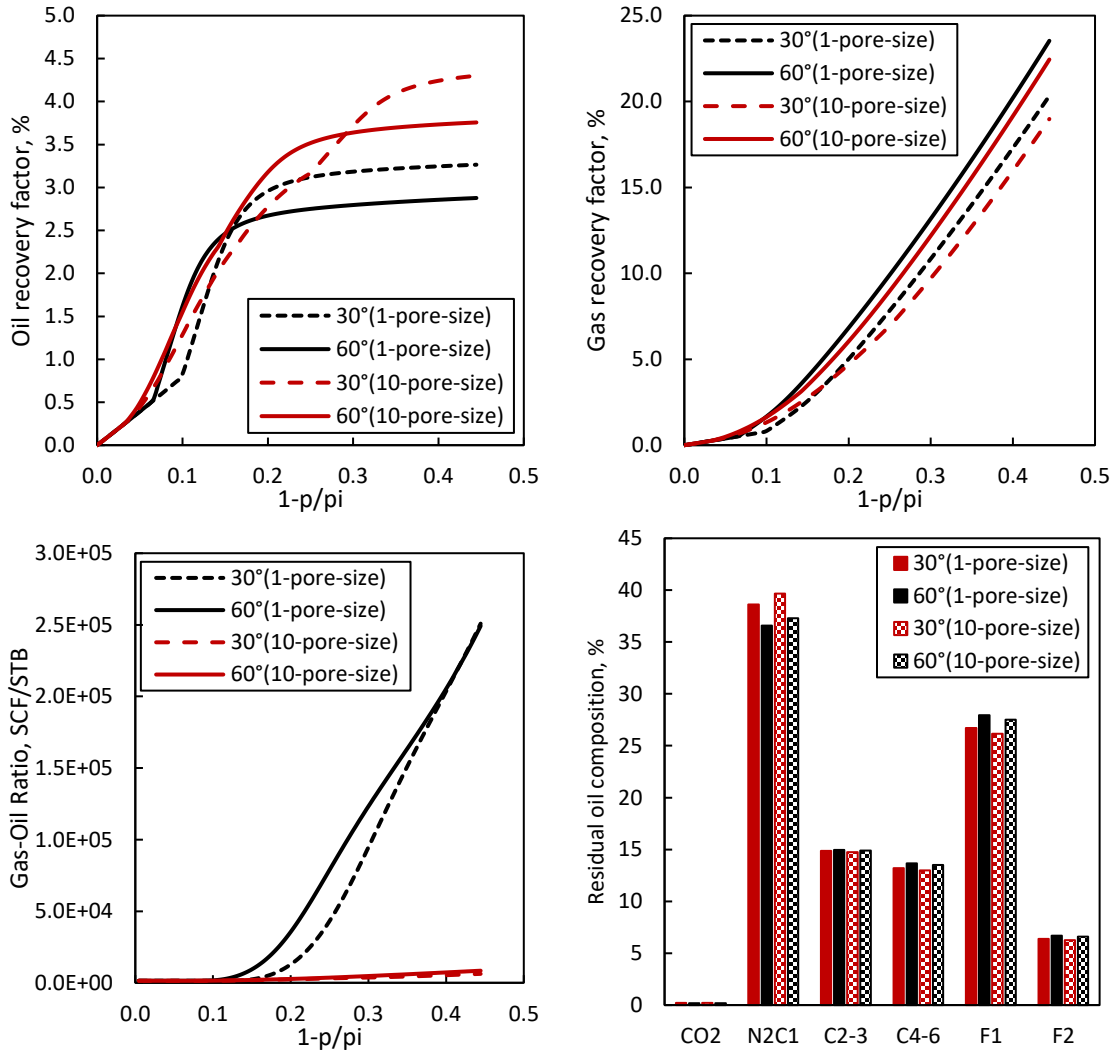 Oil recovery factor, %
5.0
4.5
4.0
3.5
3.0
2.5
2.0
1.5
1.0
0.5
0.0
30°(1-pore-size)
60°(1-pore-size)
30°(10-pore-size)
60°(10-pore-size)
0.0 0.1 0.2 0.3 0.4 0.5
1-p/pi
Gas recovery factor, %
25.0
20.0
15.0
10.0
5.0
0.0
30°(1-pore-size)
60°(1-pore-size)
30°(10-pore-size)
60°(10-pore-size)
0.0 0.1 0.2 0.3 0.4 0.5
1-p/pi
Gas-Oil Ratio, SCF/STB
3.0E+05
2.5E+05
2.0E+05
1.5E+05
1.0E+05
5.0E+04
0.0E+00
30°(1-pore-size)
60°(1-pore-size)
30°(10-pore-size)
60°(10-pore-size)
0.0 0.1 0.2 0.3 0.4 0.5
1-p/pi
Residual oil composition, %
45
40
35
30
25
20
15
10
5
0
30°(1-pore-size)
60°(1-pore-size)
30°(10-pore-size)
60°(10-pore-size)
CO2 N2C1 C2-3 C4-6 F1 F2